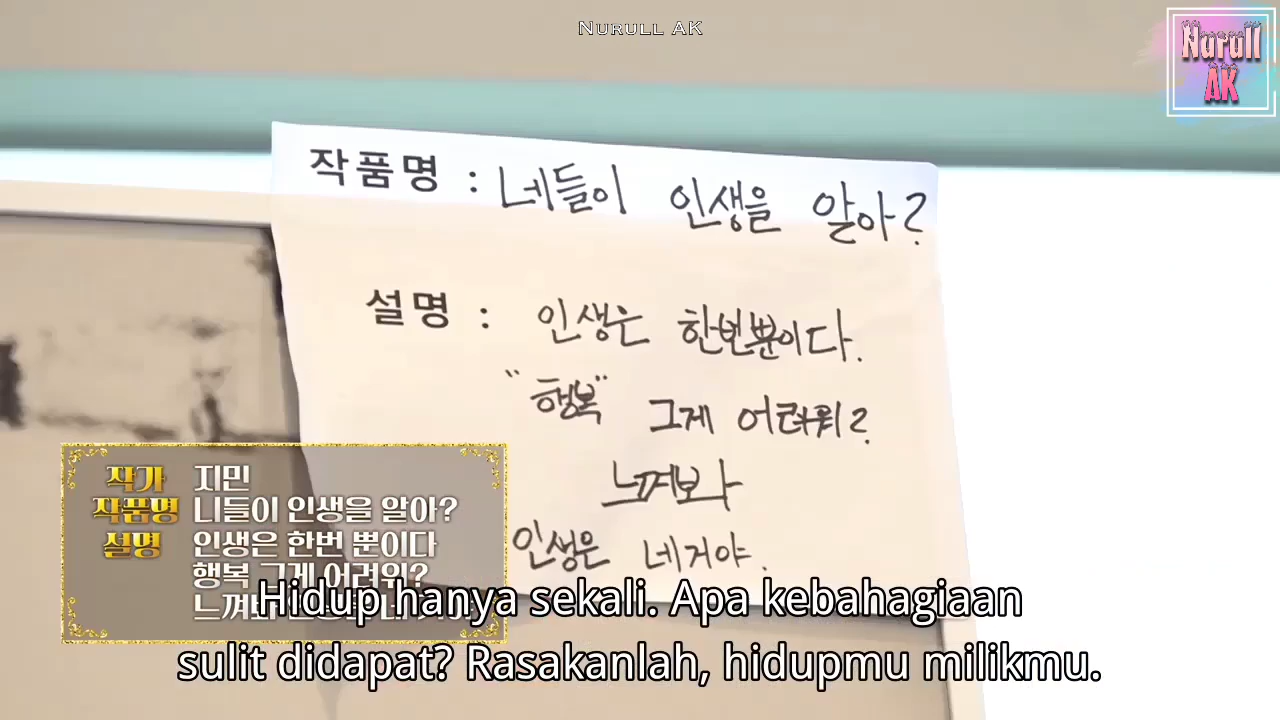 Nurull AK
Nurull
AK
작품명 : 네들이 인생을 알아?
설명 : 인생은 한번뿐이다.
"행복" 그게 어려워?
느껴보라
인생은 네거야.
작가 지민
작품명 니들이 인생을 알아?
설명 인생은 한번 뿐이다
행복 그게 어려워?
Hidup hanya sekali. Apa kebahagiaan
sulit didapat? Rasakanlah, hidupmu milikmu.